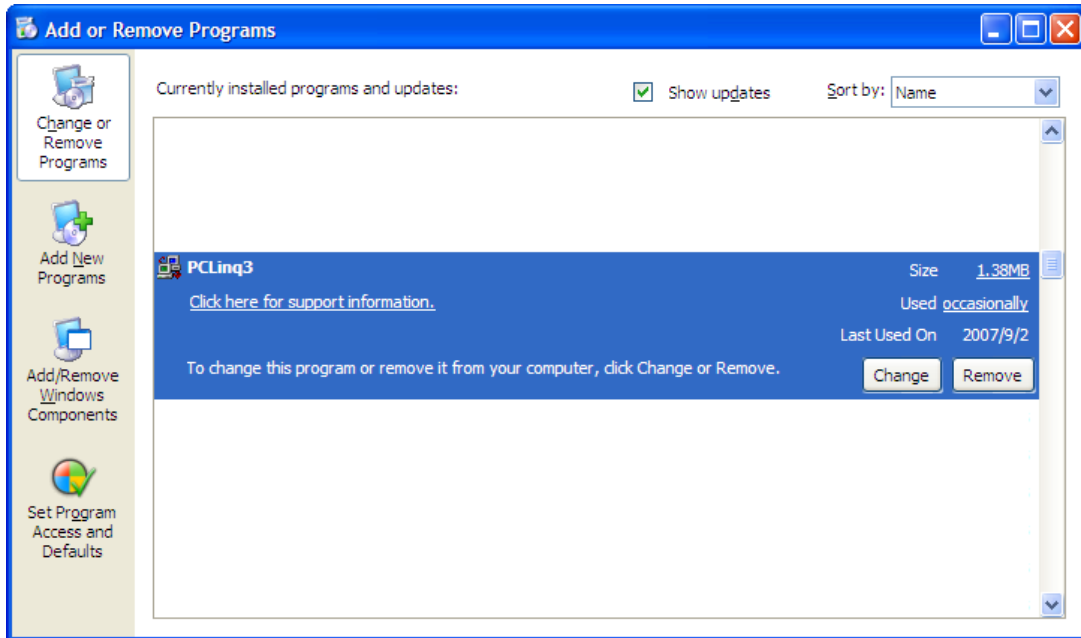 Add or Remove Programs
Change or
Remove
Programs
Add New
Programs
Add/Remove
Windows
Components
Set Program
Access and
Defaults
Currently installed programs and updates:
Show updates
Sort by: Name
PCLinq3
Size 1.38MB
Click here for support information.
Used occasionally
Last Used On 2007/9/2
To change this program or remove it from your computer, click Change or Remove.
Change Remove